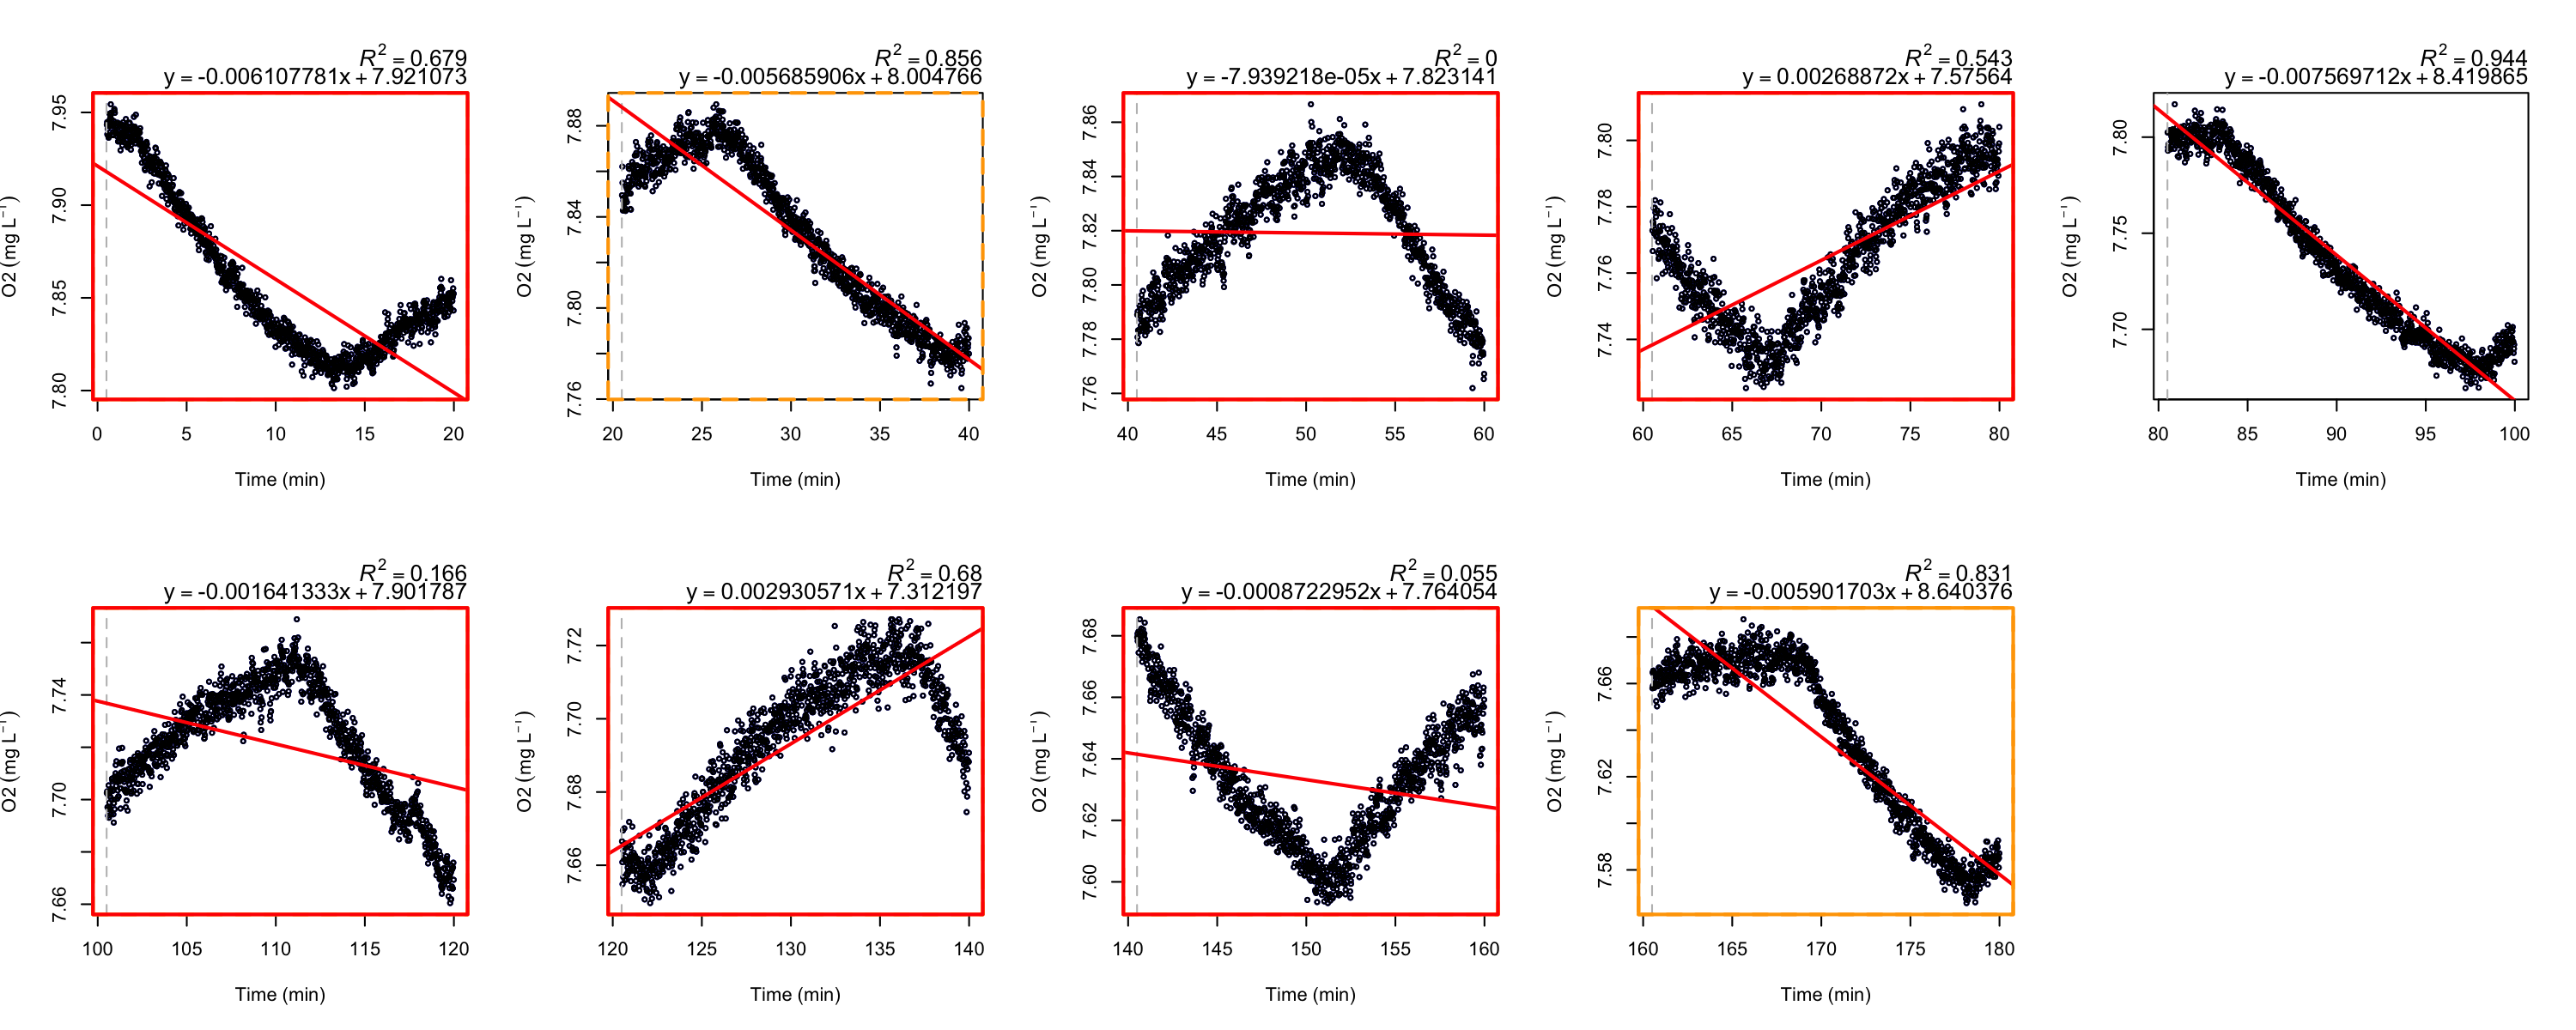 R² = 0.679
y = -0.006107781x + 7.921073
O2 (mg L⁻¹)
7.95
7.90
7.85
7.80
0 5 10 15 20
Time (min)
R² = 0.856
y = -0.005685906x + 8.004766
O2 (mg L⁻¹)
7.88
7.84
7.80
7.76
20 25 30 35 40
Time (min)
R² = 0
y = -7.939218e-05x + 7.823141
O2 (mg L⁻¹)
7.86
7.84
7.82
7.80
7.78
7.76
40 45 50 55 60
Time (min)
R² = 0.543
y = 0.00268872x + 7.57564
O2 (mg L⁻¹)
7.80
7.78
7.76
7.74
60 65 70 75 80
Time (min)
R² = 0.944
y = -0.007569712x + 8.419865
O2 (mg L⁻¹)
7.80
7.75
7.70
80 85 90 95 100
Time (min)
R² = 0.166
y = -0.001641333x + 7.901787
O2 (mg L⁻¹)
7.74
7.70
7.66
100 105 110 115 120
Time (min)
R² = 0.68
y = 0.002930571x + 7.312197
O2 (mg L⁻¹)
7.72
7.70
7.68
7.66
120 125 130 135 140
Time (min)
R² = 0.055
y = -0.0008722952x + 7.764054
O2 (mg L⁻¹)
7.68
7.66
7.64
7.62
7.60
140 145 150 155 160
Time (min)
R² = 0.831
y = -0.005901703x + 8.640376
O2 (mg L⁻¹)
7.66
7.62
7.58
160 165 170 175 180
Time (min)